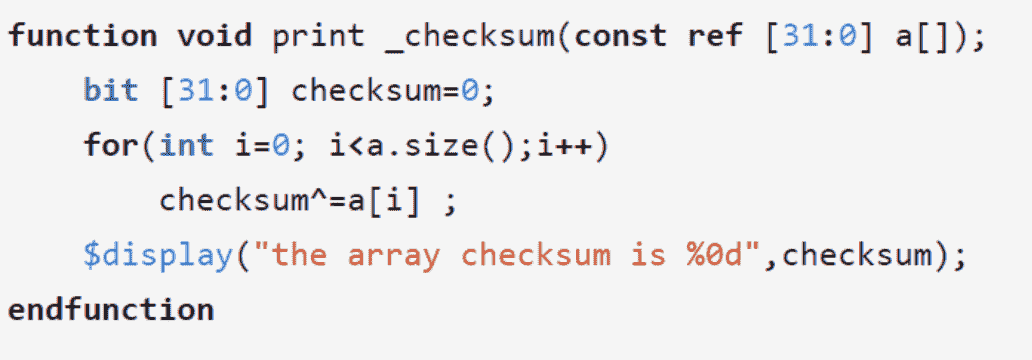 function void print _checksum(const ref [31:0] a[]);
    bit [31:0] checksum=0;
    for(int i=0; i<a.size();i++)
        checksum^=a[i] ;
    $display("the array checksum is %0d",checksum);
endfunction